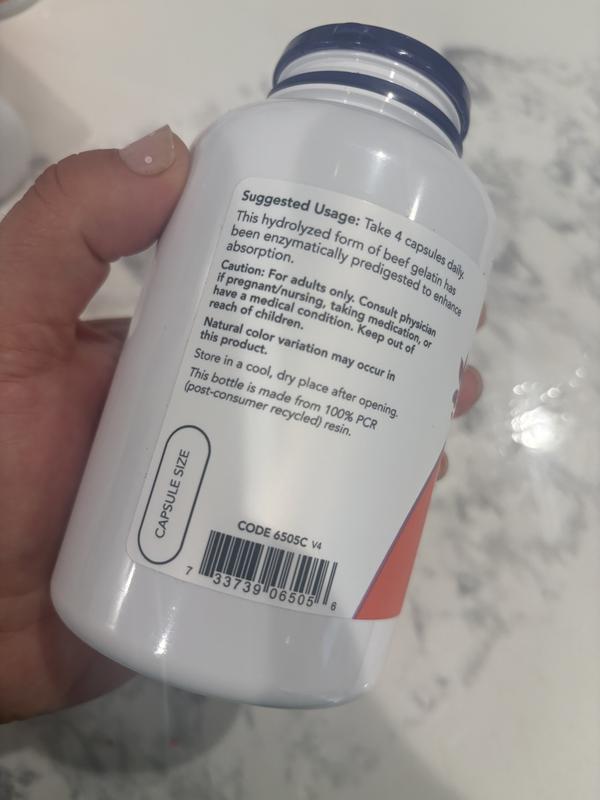 Suggested Usage: Take 4 capsules daily.
This hydrolyzed form of beef gelatin has
been enzymatically predigested to enhance
absorption.
Caution: For adults only. Consult physician
if pregnant/nursing, taking medication, or
have a medical condition. Keep out of
reach of children.
Natural color variation may occur in
this product.
Store in a cool, dry place after opening.
This bottle is made from 100% PCR
(post-consumer recycled) resin.
CAPSULE SIZE
CODE 6505C V4
7 33739 06505 6